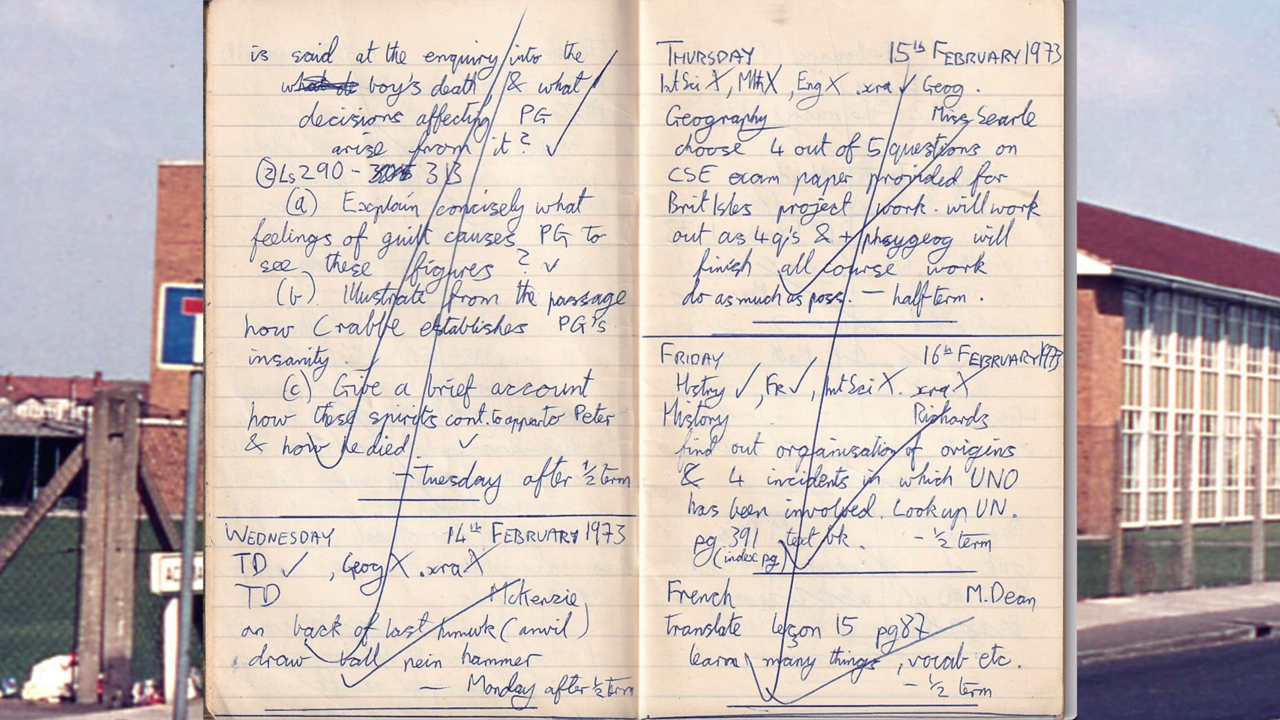 is said at the enquiry into the
boy's death & what
decisions affecting PG
arise from it? ✓
② Ls 290 - 313
(a) Explain concisely what
feelings of guilt causes PG to
see these figures? ✓
(b) Illustrate from the passage
how Crabbe establishes PG's
insanity.
(c) Give a brief account
how these spirits cont. to appear to Peter
& how he died. ✓
- Tuesday after ½ term
WEDNESDAY 14th FEBRUARY 1973
TD ✓, Geog X. xra X
TD McKenzie
on back of last hmwk (anvil)
draw ball pein hammer
- Monday after ½ term
THURSDAY 15th FEBRUARY 1973
IntSci X, Mth X, Eng X. xra ✓ Geog.
Geography Miss Searle
choose 4 out of 5 questions on
CSE exam paper provided for
Brit Isles project work. will work
out as 4 q's & + phsygeog will
finish all course work
do as much as poss. - half-term.
FRIDAY 16th FEBRUARY 1973
Hstry ✓, Fr ✓, IntSci X. xra X
History Richards
find out organisation of origins
& 4 incidents in which UNO
has been involved. Look up UN.
pg 391 text bk. - ½ term
(index pg)
French M. Dean
translate lesson 15 pg 87
learn many things, vocab etc.
- ½ term